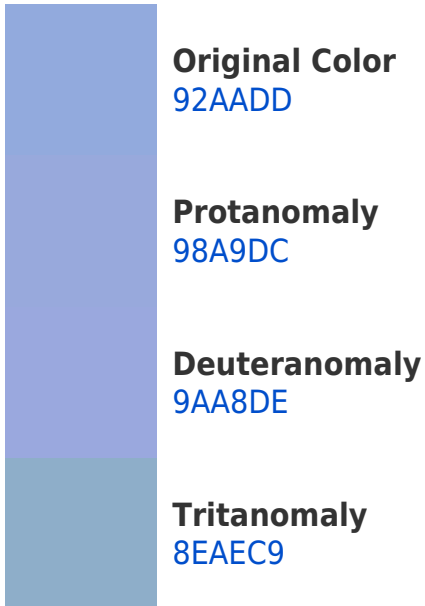 Original Color
92AADD
Protanomaly
98A9DC
Deuteranomaly
9AA8DE
Tritanomaly
8EAEC9